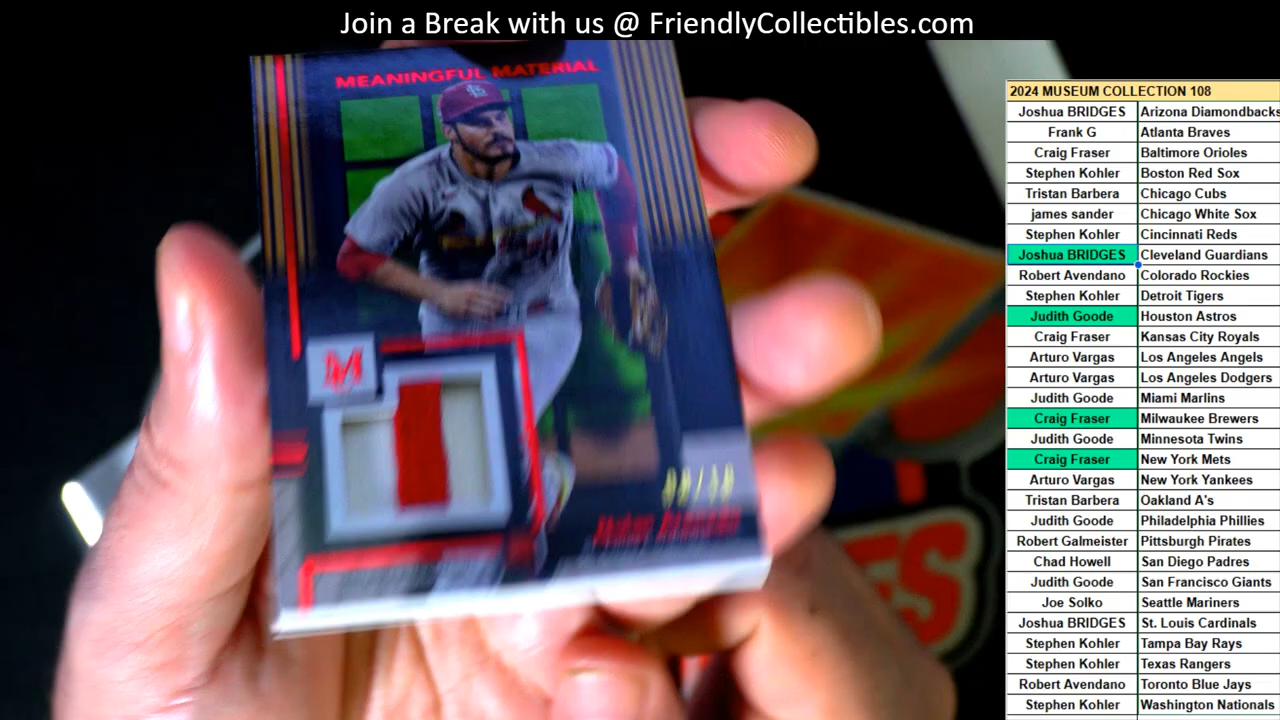 Join a Break with us @ FriendlyCollectibles.com
MEANINGFUL MATERIAL
2024 MUSEUM COLLECTION 108
Joshua BRIDGES Arizona Diamondbacks
Frank G Atlanta Braves
Craig Fraser Baltimore Orioles
Stephen Kohler Boston Red Sox
Tristan Barbera Chicago Cubs
james sander Chicago White Sox
Stephen Kohler Cincinnati Reds
Joshua BRIDGES Cleveland Guardians
Robert Avendano Colorado Rockies
Stephen Kohler Detroit Tigers
Judith Goode Houston Astros
Craig Fraser Kansas City Royals
Arturo Vargas Los Angeles Angels
Arturo Vargas Los Angeles Dodgers
Judith Goode Miami Marlins
Craig Fraser Milwaukee Brewers
Judith Goode Minnesota Twins
Craig Fraser New York Mets
Arturo Vargas New York Yankees
Tristan Barbera Oakland A's
Judith Goode Philadelphia Phillies
Robert Galmeister Pittsburgh Pirates
Chad Howell San Diego Padres
Judith Goode San Francisco Giants
Joe Solko Seattle Mariners
Joshua BRIDGES St. Louis Cardinals
Stephen Kohler Tampa Bay Rays
Stephen Kohler Texas Rangers
Robert Avendano Toronto Blue Jays
Stephen Kohler Washington Nationals